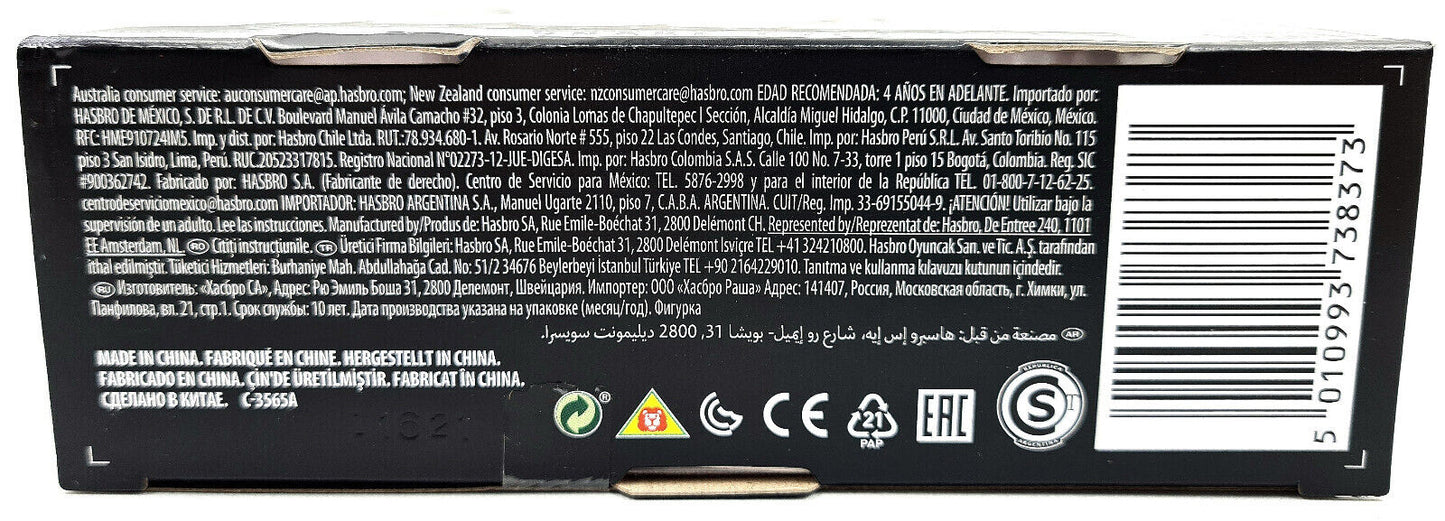 Australia consumer service: auconsumercare@ap.hasbro.com; New Zealand consumer service: nzconsumercare@hasbro.com EDAD RECOMENDADA: 4 AÑOS EN ADELANTE. Importado por:
HASBRO DE MÉXICO, S. DE R.L. DE C.V. Boulevard Manuel Ávila Camacho #32, piso 3, Colonia Lomas de Chapultepec I Sección, Alcaldía Miguel Hidalgo, C.P. 11000, Ciudad de México, México.
RFC: HME910724IM5. Imp. y dist. por: Hasbro Chile Ltda. RUT.:78.934.680-1. Av. Rosario Norte # 555, piso 22 Las Condes, Santiago, Chile. Imp. por: Hasbro Perú S.R.L. Av. Santo Toribio No. 115
piso 3 San Isidro, Lima, Perú. RUC.20523317815. Registro Nacional N°02273-12-JUE-DIGESA. Imp. por: Hasbro Colombia S.A.S. Calle 100 No. 7-33, torre 1 piso 15 Bogotá, Colombia. Reg. SIC
#900362742. Fabricado por: HASBRO S.A. (Fabricante de derecho). Centro de Servicio para México: TEL. 5876-2998 y para el interior de la República TEL. 01-800-7-12-62-25.
centrodeserviciomexico@hasbro.com IMPORTADOR: HASBRO ARGENTINA S.A., Manuel Ugarte 2110, piso 7, C.A.B.A. ARGENTINA. CUIT/Reg. Imp. 33-69155044-9. ¡ATENCIÓN! Utilizar bajo la
supervisión de un adulto. Lee las instrucciones. Manufactured by/Produs de: Hasbro SA, Rue Emile-Boéchat 31, 2800 Delémont CH. Represented by/Reprezentat de: Hasbro, De Entree 240, 1101
EE Amsterdam, NL. RO Citiți instrucțiunile. TR Üretici Firma Bilgileri: Hasbro SA, Rue Emile-Boéchat 31, 2800 Delémont İsviçre TEL +41 324210800. Hasbro Oyuncak San. ve Tic. A.Ş. tarafından
ithal edilmiştir. Tüketici Hizmetleri: Burhaniye Mah. Abdullahağa Cad. No: 51/2 34676 Beylerbeyi İstanbul Türkiye TEL +90 2164229010. Tanıtma ve kullanma kılavuzu kutunun içindedir.
RU Изготовитель: «Хасбро СА», Адрес: Рю Эмиль Боша 31, 2800 Делемонт, Швейцария. Импортер: ООО «Хасбро Раша» Адрес: 141407, Россия, Московская область, г. Химки, ул.
Панфилова, вл. 21, стр.1. Срок службы: 10 лет. Дата производства указана на упаковке (месяц/год). Фигурка
AR مصنعة من قبل: هاسبرو إس إيه، شارع رو إيميل- بويشا 31, 2800 ديليمونت سويسرا.
MADE IN CHINA. FABRIQUÉ EN CHINE. HERGESTELLT IN CHINA.
FABRICADO EN CHINA. ÇİN'DE ÜRETİLMİŞTİR. FABRICAT ÎN CHINA.
СДЕЛАНО В КИТАЕ. C-3565A
® CE 21 PAP EAC REPUBLICA S T ARGENTINA
5 010993 738373